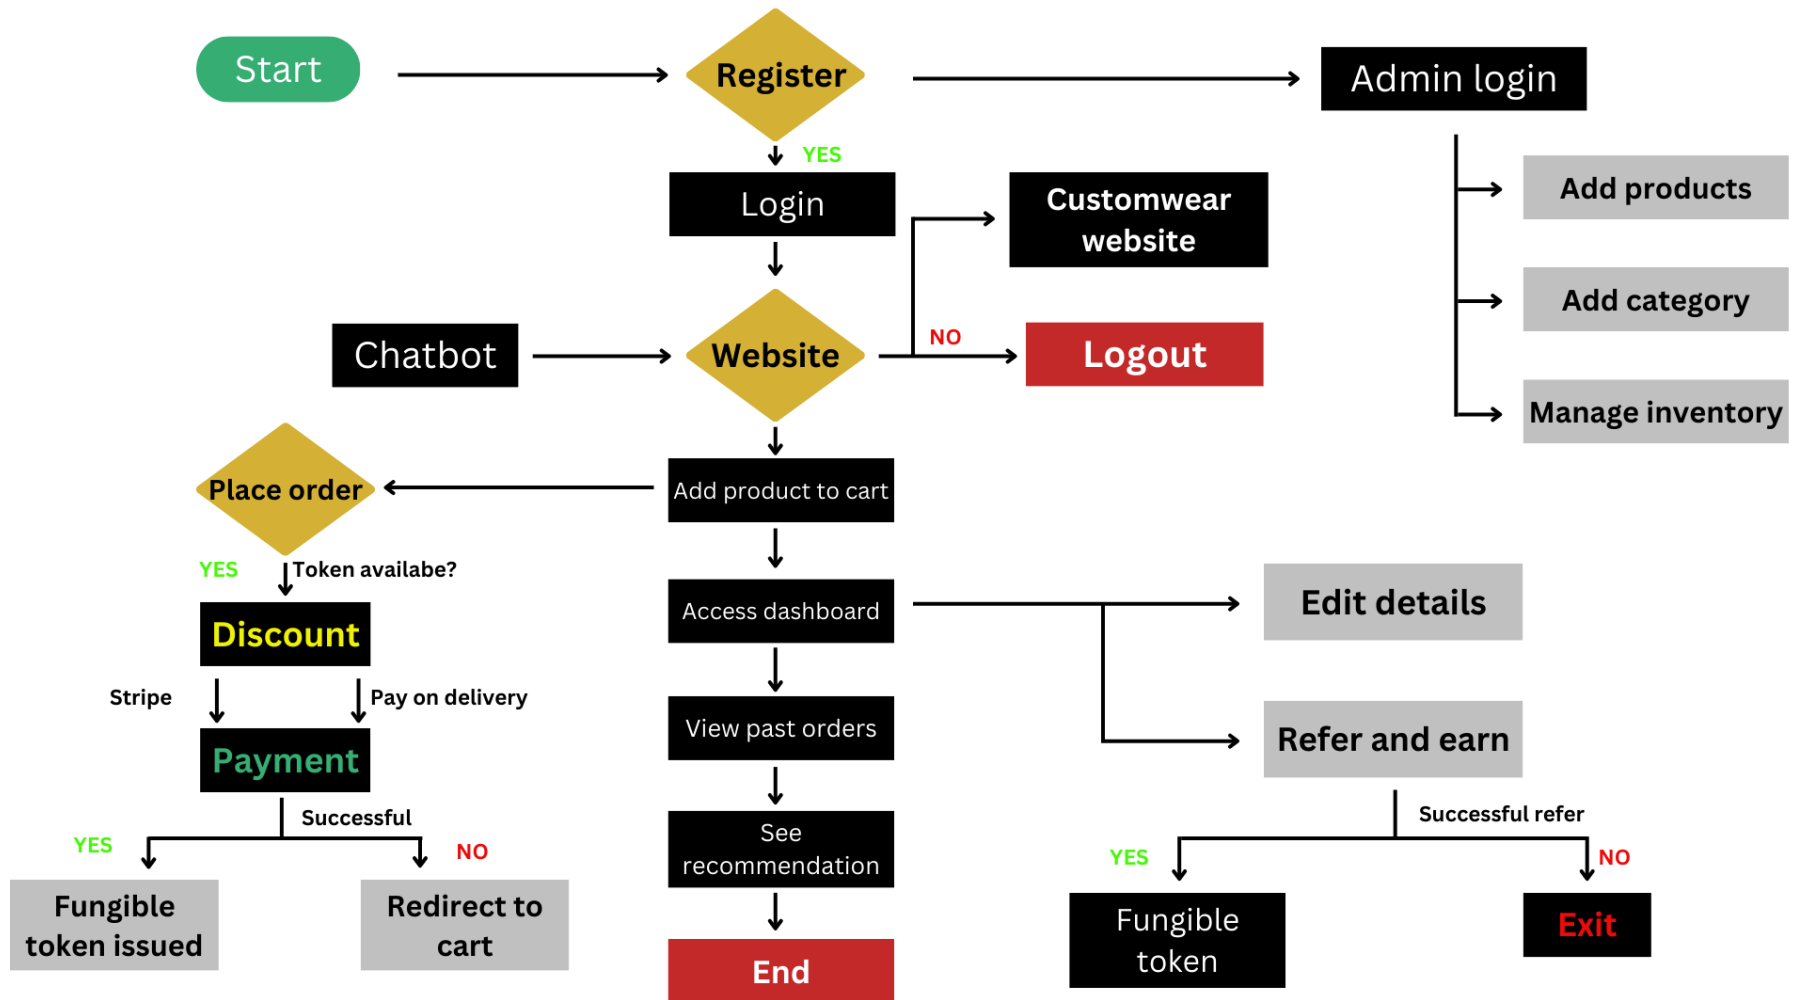 Start
Register
Admin login
YES
Login
Customwear
website
Add products
Add category
Chatbot
Website
NO
Logout
Manage inventory
Place order
Add product to cart
YES
Token availabe?
Discount
Access dashboard
Edit details
Stripe
Pay on delivery
Payment
View past orders
Refer and earn
Successful
YES
NO
See
recommendation
Successful refer
YES
NO
Fungible
token issued
Redirect to
cart
End
Fungible
token
Exit